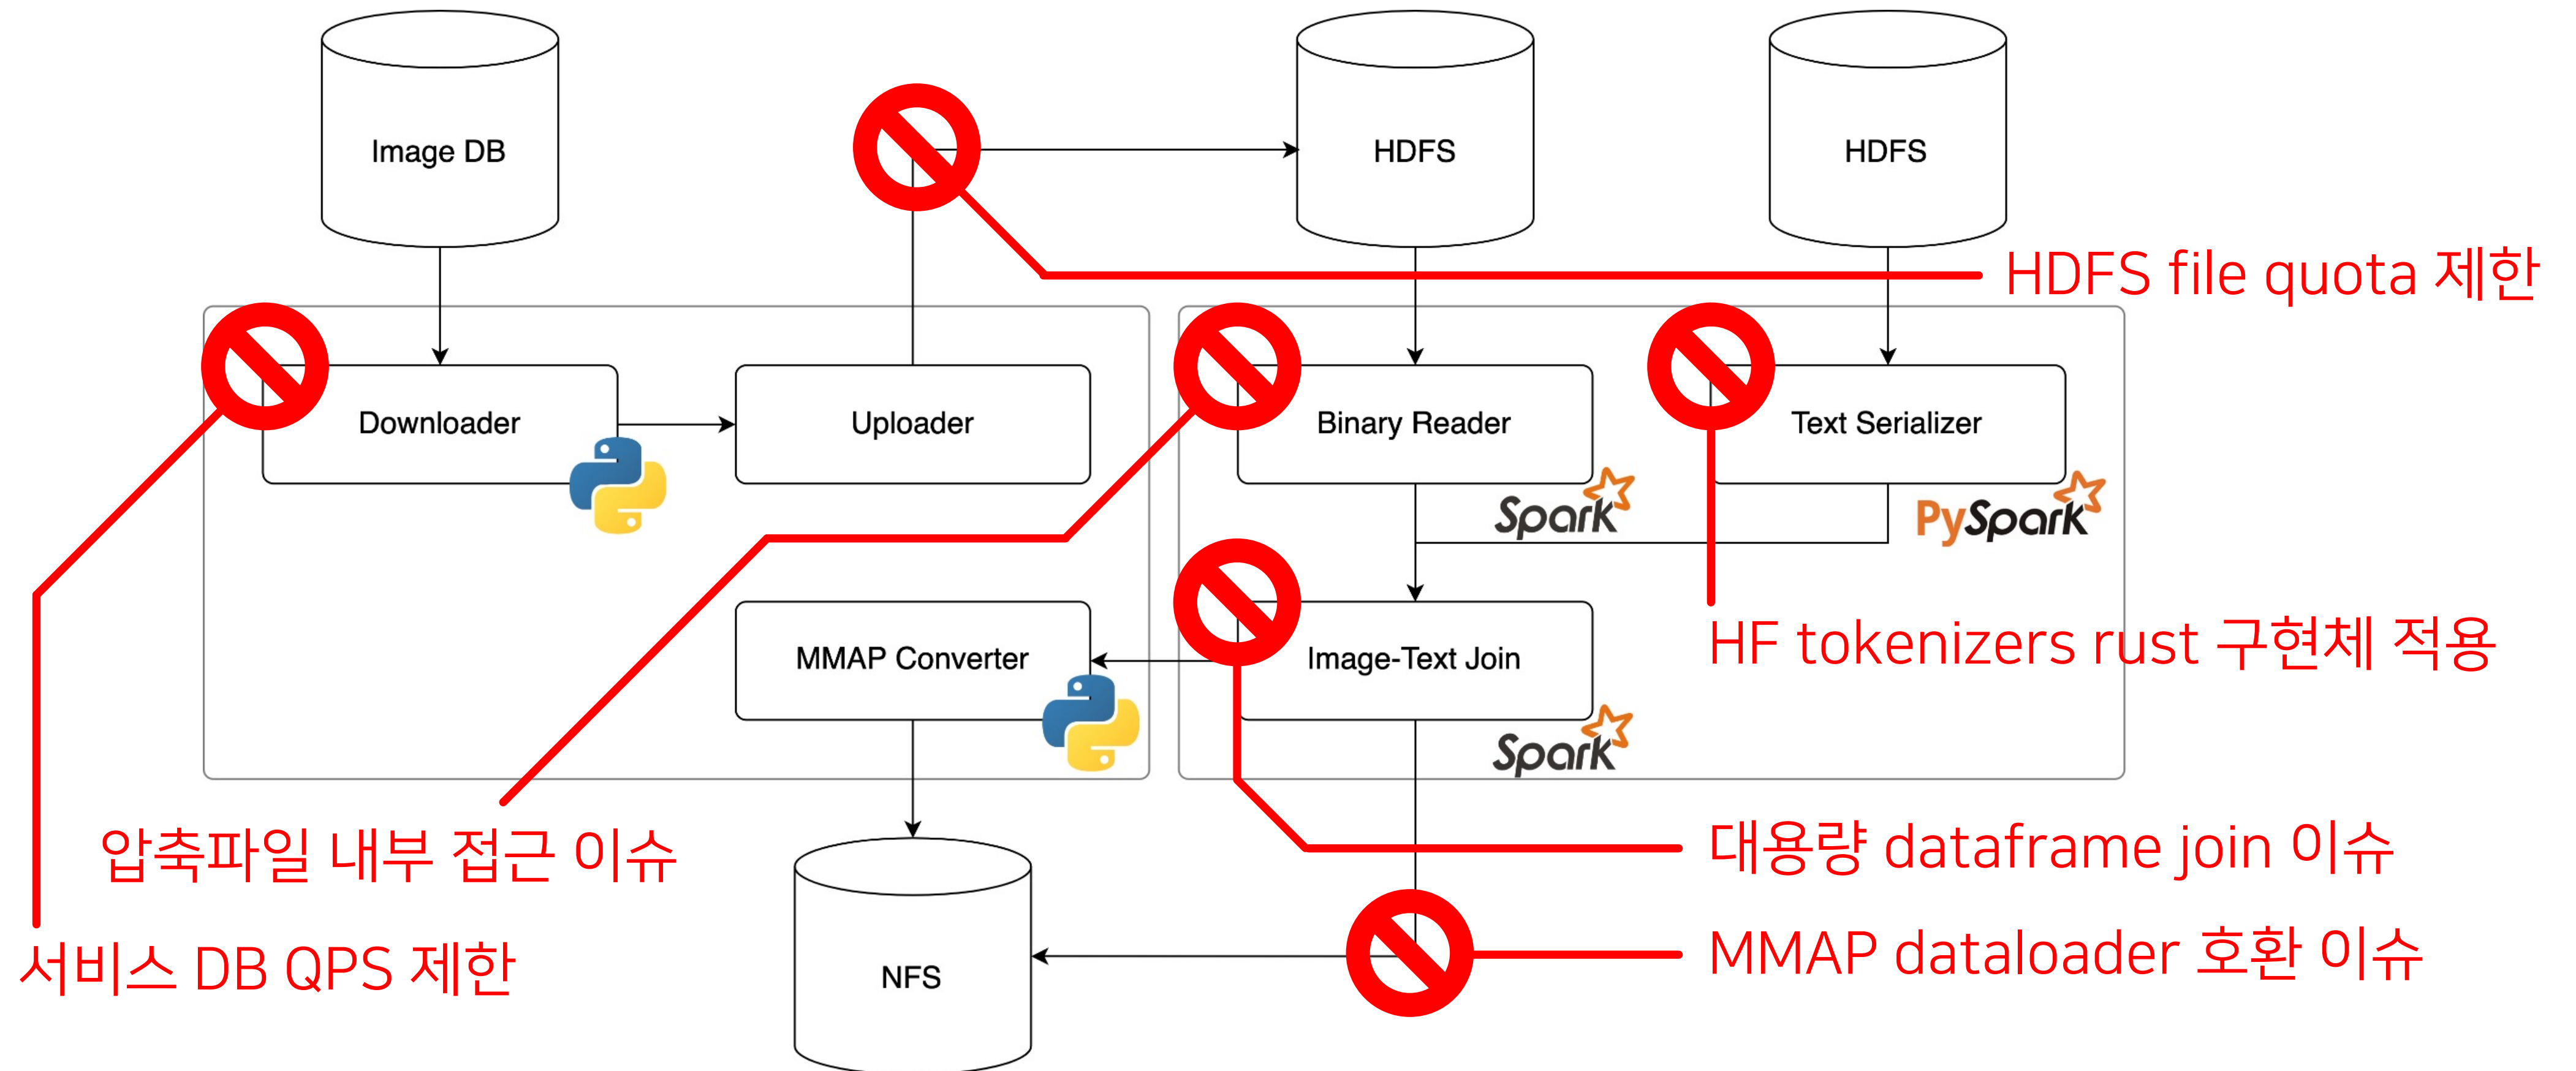 Image DB
HDFS
HDFS
HDFS file quota 제한
Downloader
Uploader
Binary Reader
Text Serializer
Spark
PySpark
MMAP Converter
Image-Text Join
HF tokenizers rust 구현체 적용
Spark
압축파일 내부 접근 이슈
대용량 dataframe join 이슈
서비스 DB QPS 제한
NFS
MMAP dataloader 호환 이슈